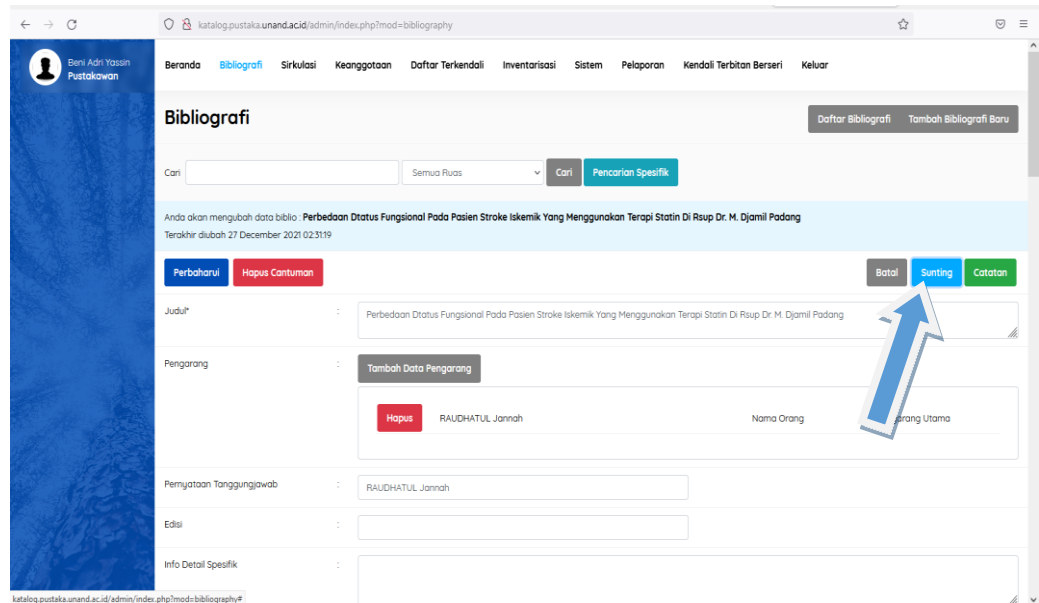 katalog.pustaka.unand.ac.id/admin/index.php?mod=bibliography
Beni Adri Yassin
Pustakawan
Beranda Bibliografi Sirkulasi Keanggotaan Daftar Terkendali Inventarisasi Sistem Pelaporan Kendali Terbitan Berseri Keluar
Bibliografi
Daftar Bibliografi Tambah Bibliografi Baru
Cari Semua Ruas Cari Pencarian Spesifik
Anda akan mengubah data biblio : Perbedaan Dtatus Fungsional Pada Pasien Stroke Iskemik Yang Menggunakan Terapi Statin Di Rsup Dr. M. Djamil Padang
Terakhir diubah 27 December 2021 02:31:19
Perbaharui Hapus Cantuman Batal Sunting Catatan
Judul* : Perbedaan Dtatus Fungsional Pada Pasien Stroke Iskemik Yang Menggunakan Terapi Statin Di Rsup Dr. M. Djamil Padang
Pengarang : Tambah Data Pengarang
Hapus RAUDHATUL Jannah Nama Orang Utama
Pernyataan Tanggungjawab : RAUDHATUL Jannah
Edisi :
Info Detail Spesifik :
katalog.pustaka.unand.ac.id/admin/index.php?mod=bibliography#